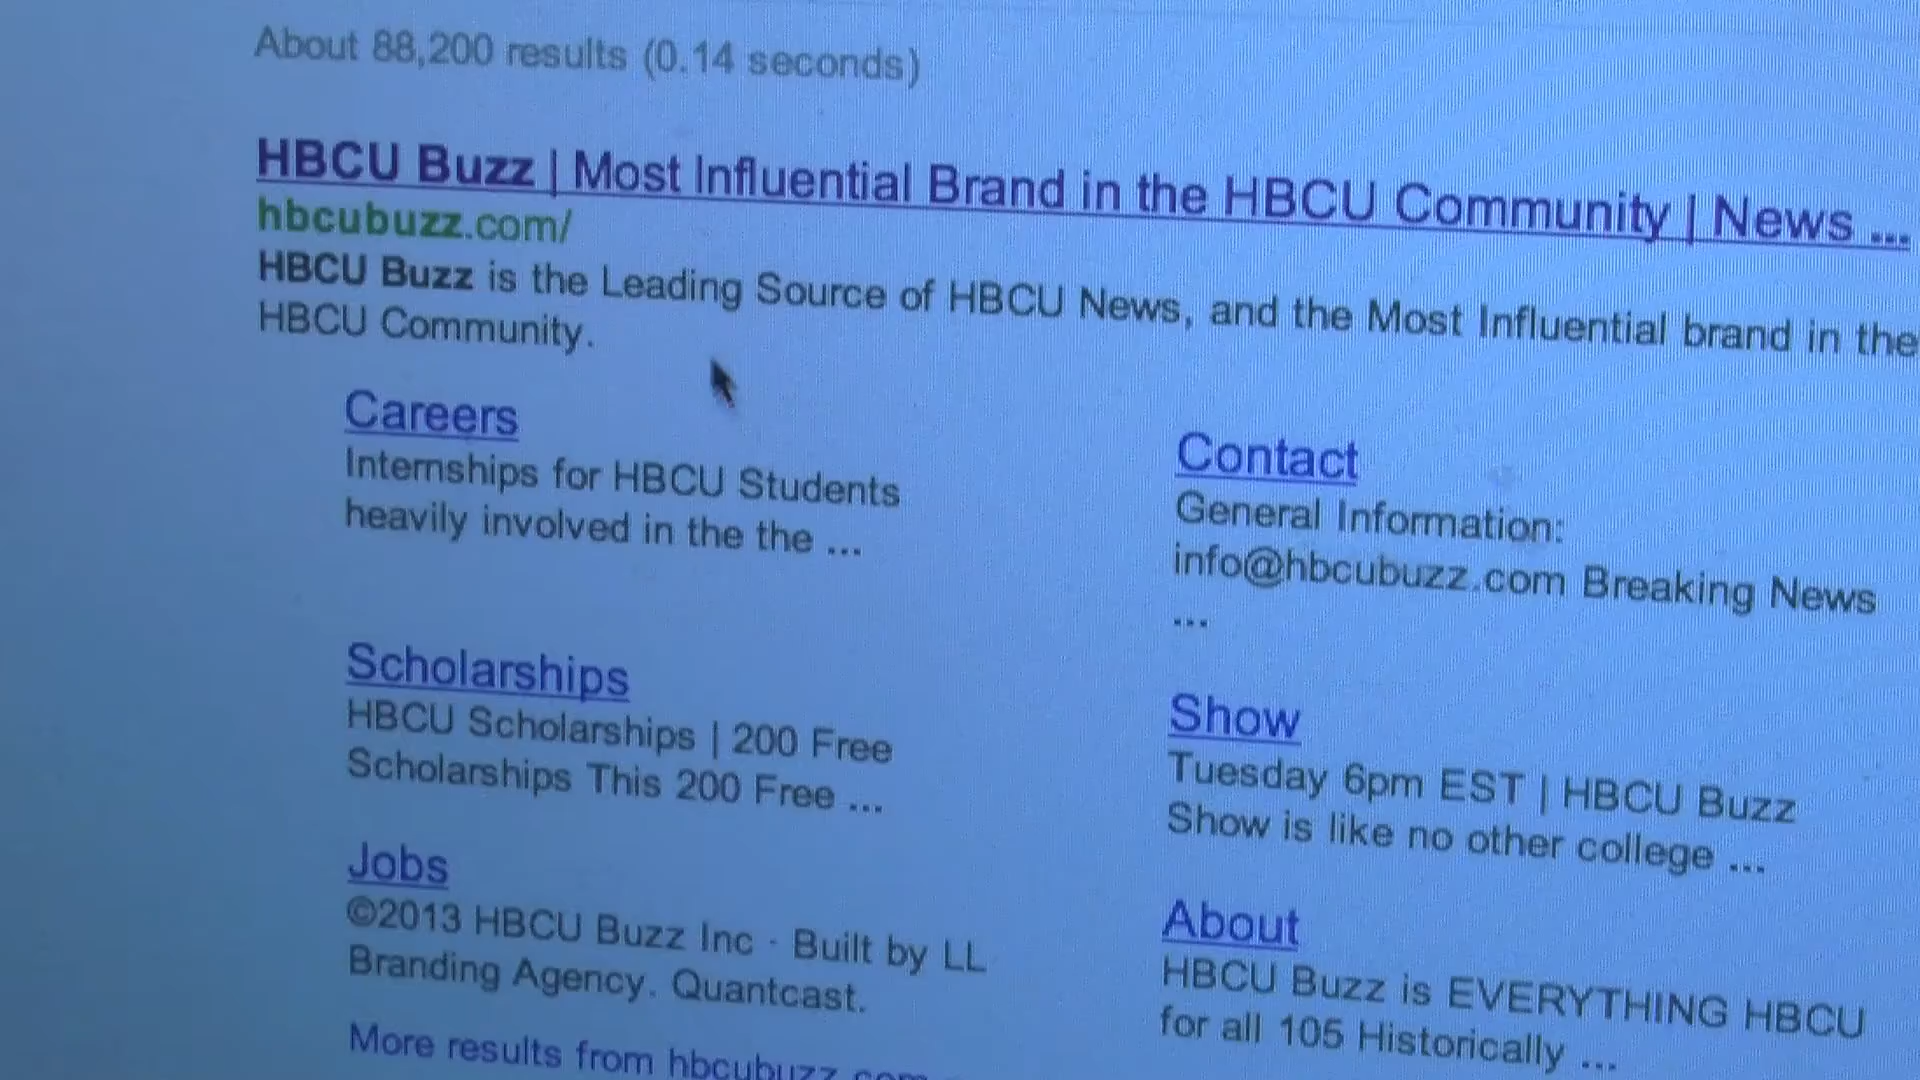 About 88,200 results (0.14 seconds)
HBCU Buzz | Most Influential Brand in the HBCU Community | News ...
hbcubuzz.com/
HBCU Buzz is the Leading Source of HBCU News, and the Most Influential brand in the
HBCU Community.
Careers
Internships for HBCU Students
heavily involved in the the ...
Contact
General Information:
info@hbcubuzz.com Breaking News
...
Scholarships
HBCU Scholarships | 200 Free
Scholarships This 200 Free ...
Show
Tuesday 6pm EST | HBCU Buzz
Show is like no other college ...
Jobs
©2013 HBCU Buzz Inc · Built by LL
Branding Agency. Quantcast.
About
HBCU Buzz is EVERYTHING HBCU
for all 105 Historically ...
More results from hbcubuzz.com